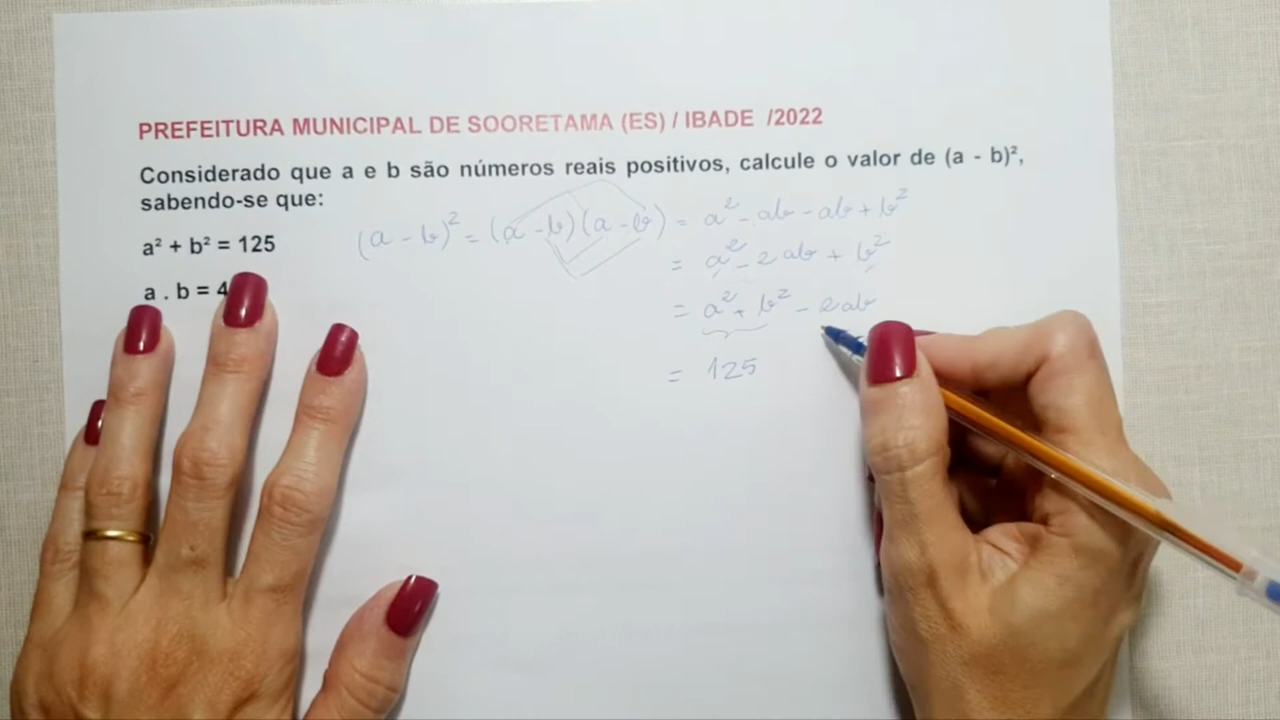 PREFEITURA MUNICIPAL DE SOORETAMA (ES) / IBADE /2022
Considerado que a e b são números reais positivos, calcule o valor de (a - b)²,
sabendo-se que:
(a - b)² = (a - b)(a - b) = a² - ab - ab + b²
a² + b² = 125
= a² - 2ab + b²
a . b = 4
= a² + b² - 2ab
= 125